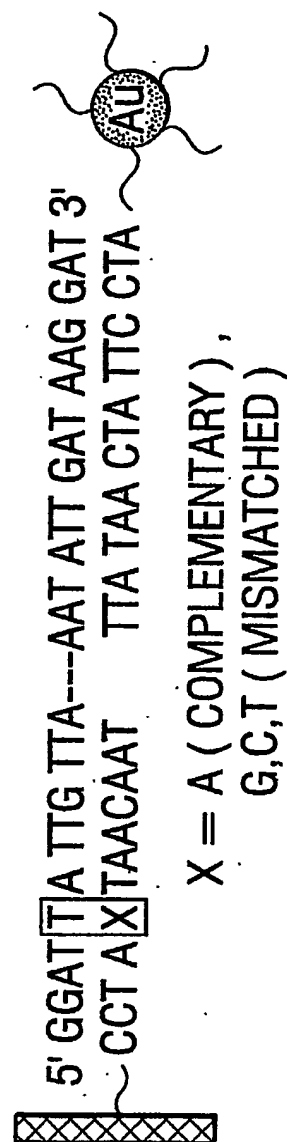 5' GGAT T A TTG TTA---AAT ATT GAT AAG GAT 3'
CCT A X TAACAAT TTA TAA CTA TTC CTA
Au
X = A ( COMPLEMENTARY ) ,
G,C,T ( MISMATCHED )